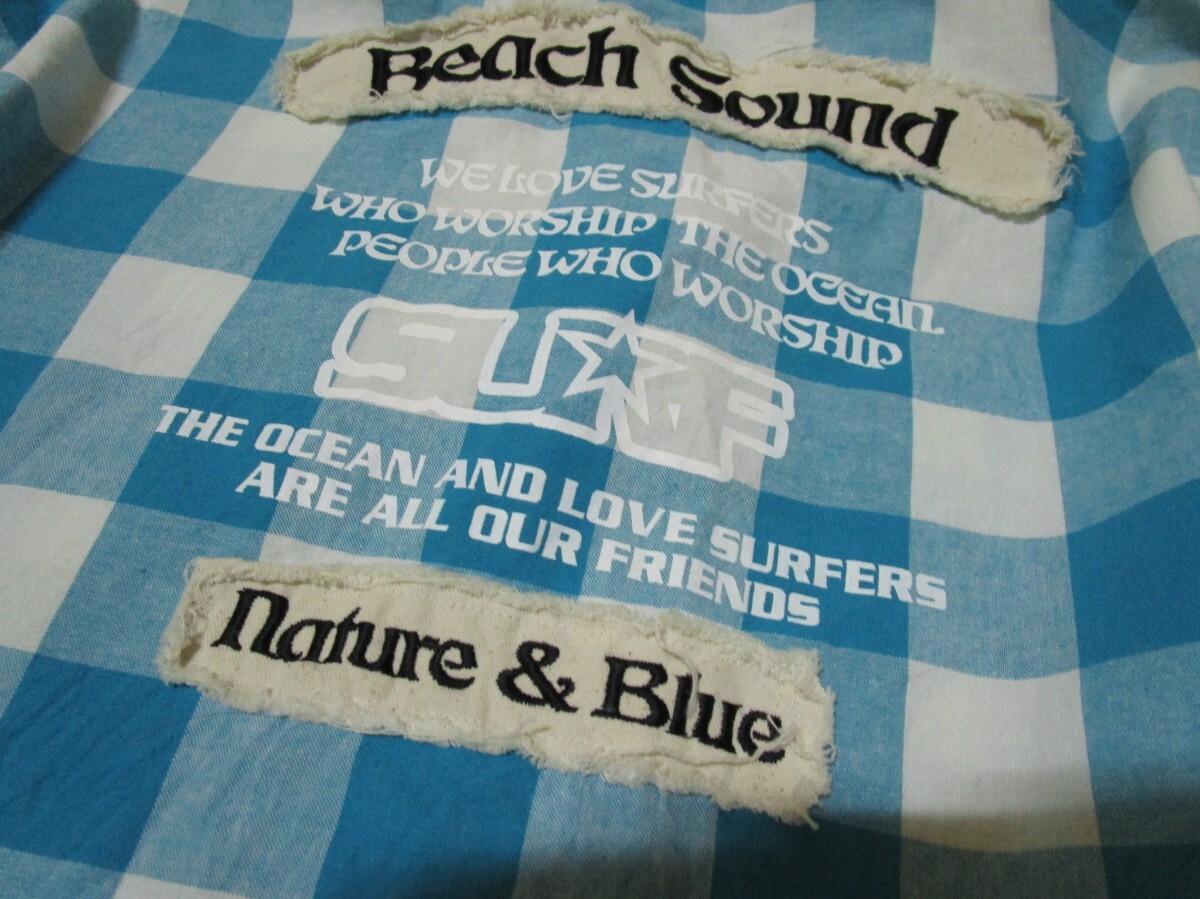 Beach Sound
WE LOVE SURFERS
WHO WORSHIP THE OCEAN.
PEOPLE WHO WORSHIP
SURF
THE OCEAN AND LOVE SURFERS
ARE ALL OUR FRIENDS
Nature & Blue